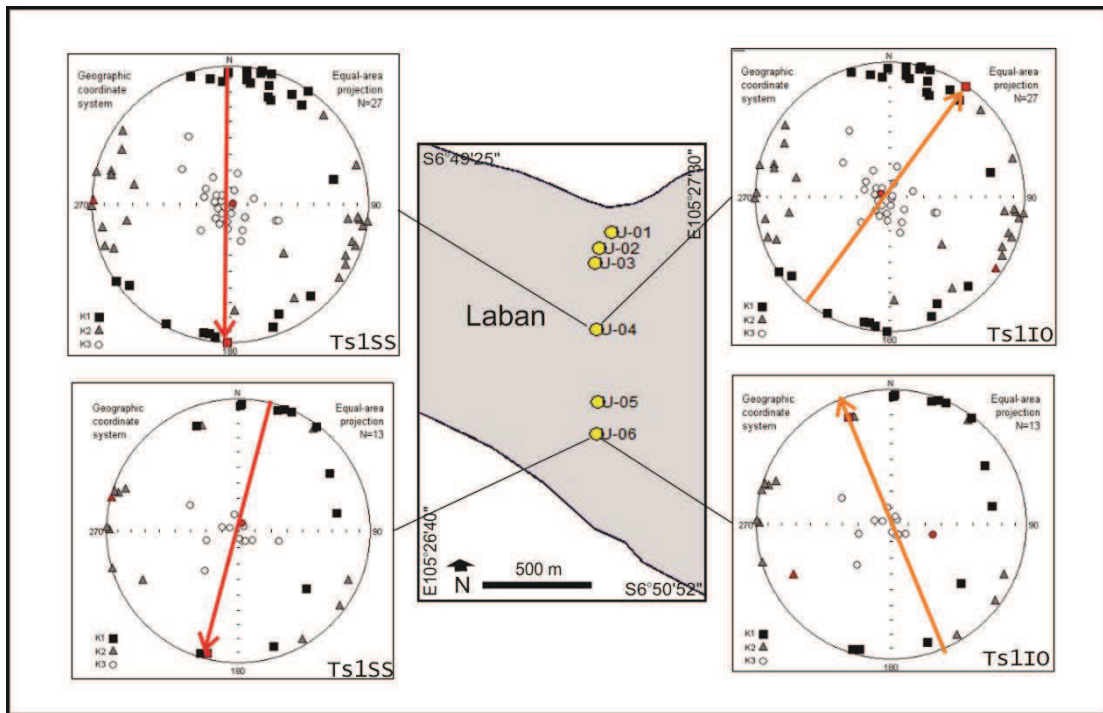 Geographic coordinate system
N
Equal-area projection
N=27
270
90
K1
K2
K3
180
Ts1SS
Geographic coordinate system
N
Equal-area projection
N=27
270
90
K1
K2
K3
180
Ts1IO
S6°49'25"
E105°27'30"
U-01
U-02
U-03
Laban
U-04
U-05
U-06
E105°26'40"
N
500 m
S6°50'52"
Geographic coordinate system
N
Equal-area projection
N=13
270
90
K1
K2
K3
180
Ts1SS
Geographic coordinate system
N
Equal-area projection
N=13
270
90
K1
K2
K3
180
Ts1IO